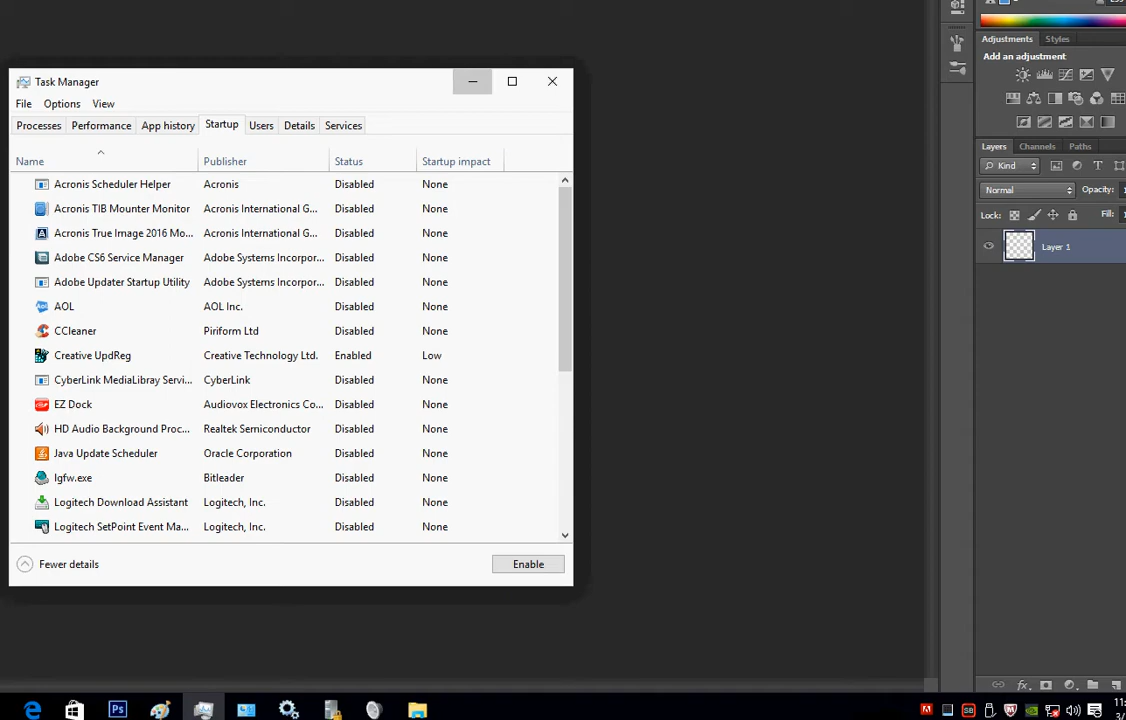 Task Manager
File Options View
Processes Performance App history Startup Users Details Services
Name Publisher Status Startup impact
Acronis Scheduler Helper Acronis Disabled None
Acronis TIB Mounter Monitor Acronis International G... Disabled None
Acronis True Image 2016 Mo... Acronis International G... Disabled None
Adobe CS6 Service Manager Adobe Systems Incorpor... Disabled None
Adobe Updater Startup Utility Adobe Systems Incorpor... Disabled None
AOL AOL Inc. Disabled None
CCleaner Piriform Ltd Disabled None
Creative UpdReg Creative Technology Ltd. Enabled Low
CyberLink MediaLibray Servi... CyberLink Disabled None
EZ Dock Audiovox Electronics Co... Disabled None
HD Audio Background Proc... Realtek Semiconductor Disabled None
Java Update Scheduler Oracle Corporation Disabled None
lgfw.exe Bitleader Disabled None
Logitech Download Assistant Logitech, Inc. Disabled None
Logitech SetPoint Event Ma... Logitech, Inc. Disabled None
Fewer details Enable
Adjustments Styles
Add an adjustment
Layers Channels Paths
Kind T
Normal Opacity:
Lock: Fill:
Layer 1
fx
Ps
SB
11:
3/